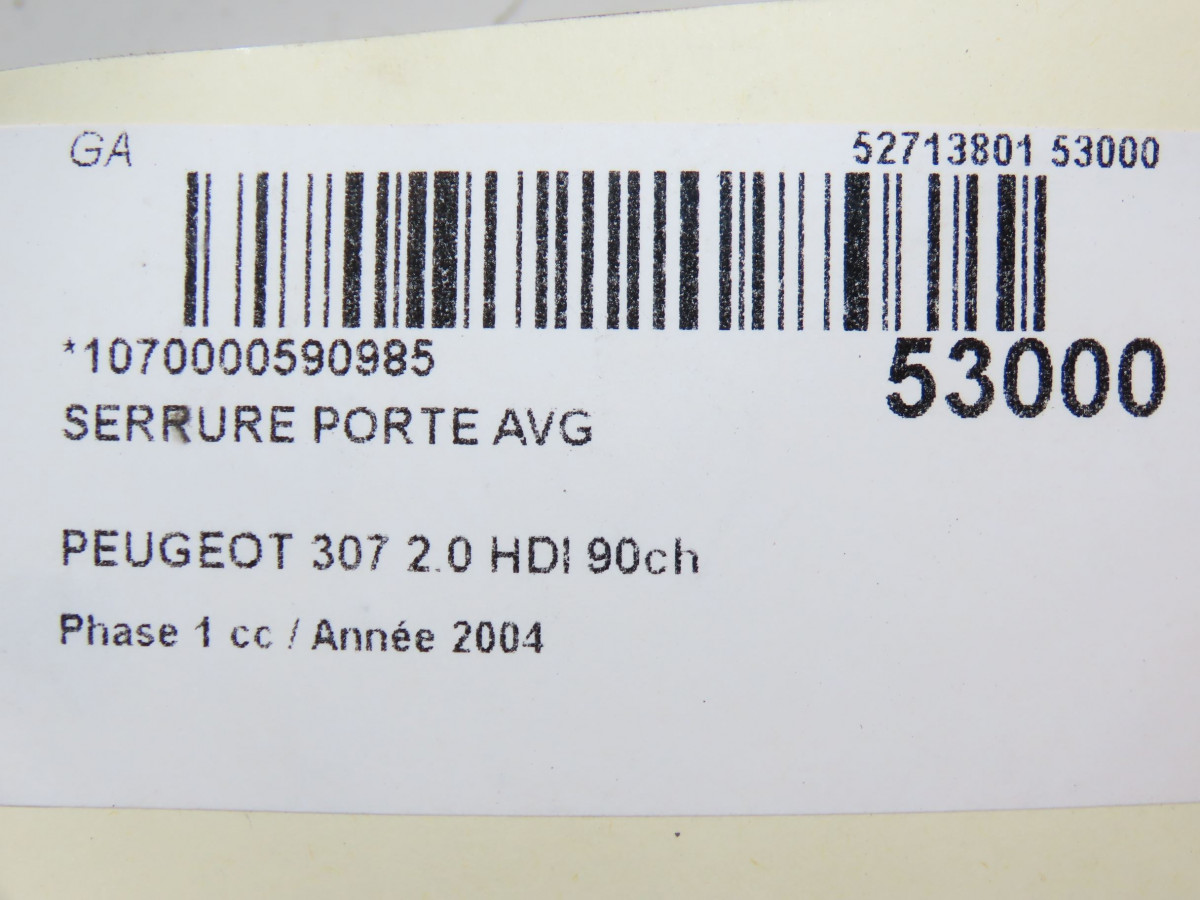 GA 52713801 53000
*1070000590985 53000
SERRURE PORTE AVG
PEUGEOT 307 2.0 HDI 90ch
Phase 1 cc / Année 2004